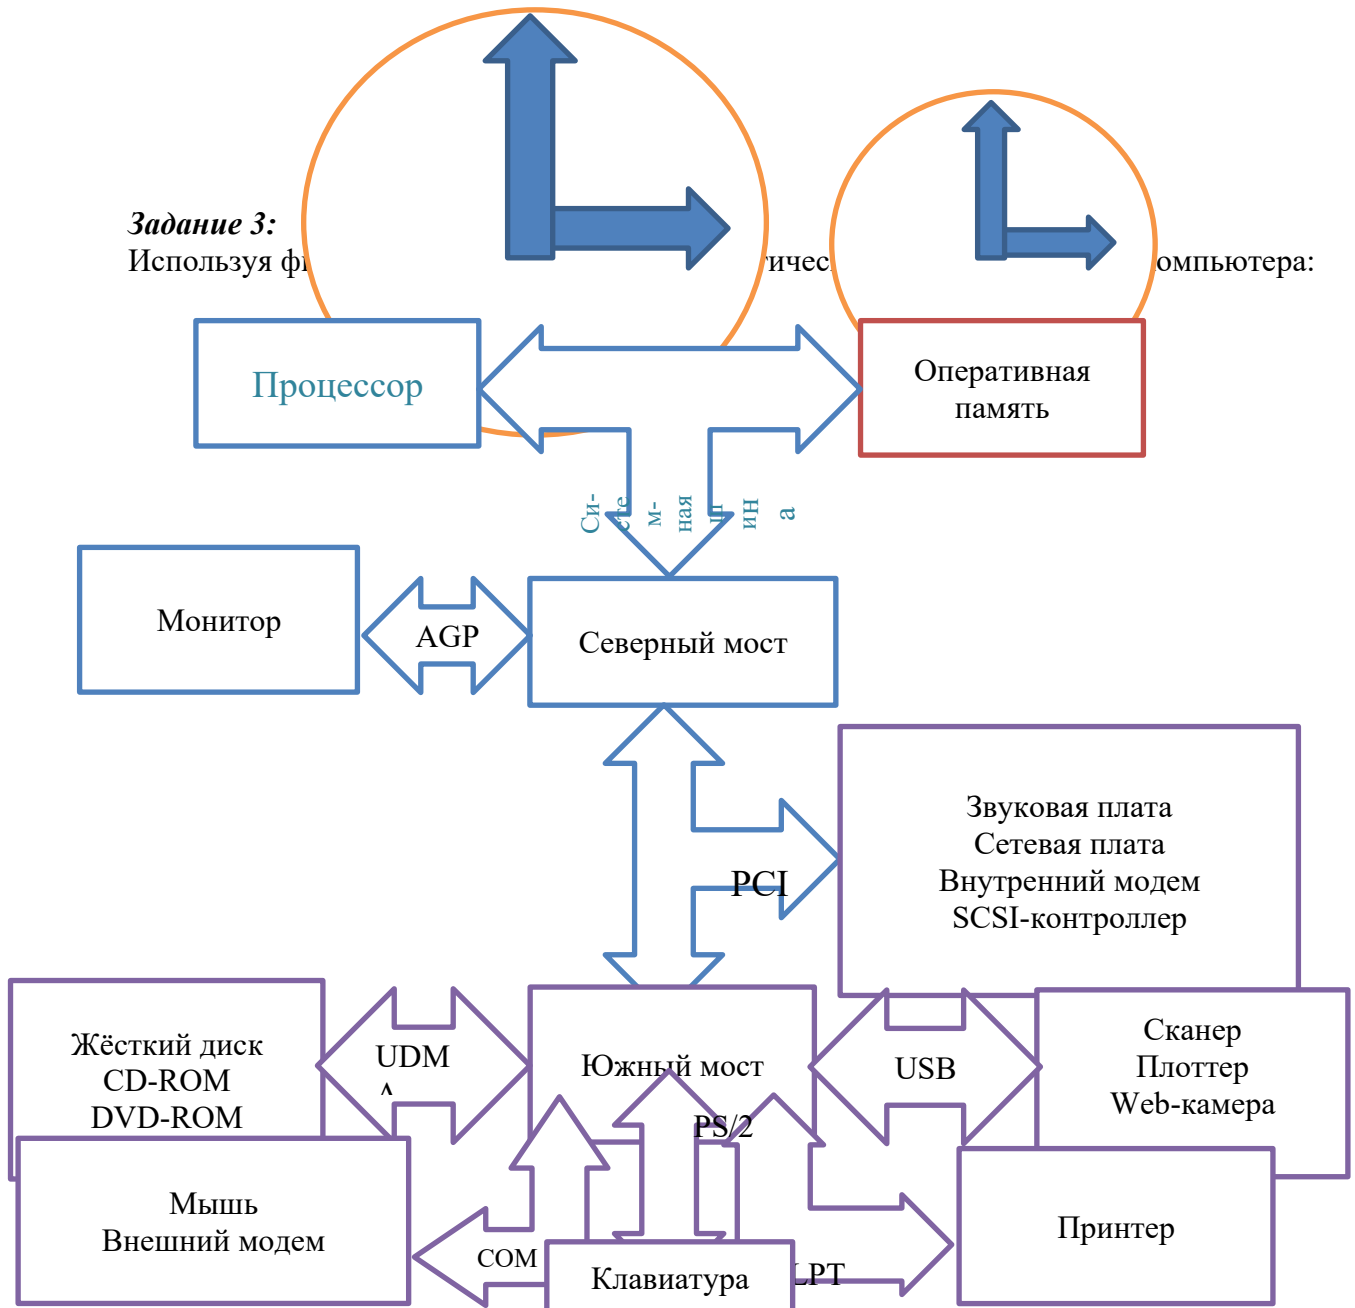 Задание 3:
Используя ф
тичес
омпьютера:
Процессор
Оперативная
память
Си-
сте
м-
ная
ш
ин
а
Монитор
AGP
Северный мост
Звуковая плата
Сетевая плата
Внутренний модем
SCSI-контроллер
PCI
Жёсткий диск
CD-ROM
DVD-ROM
UDM
Южный мост
USB
Сканер
Плоттер
Web-камера
PS/2
Мышь
Внешний модем
COM
Клавиатура
LPT
Принтер